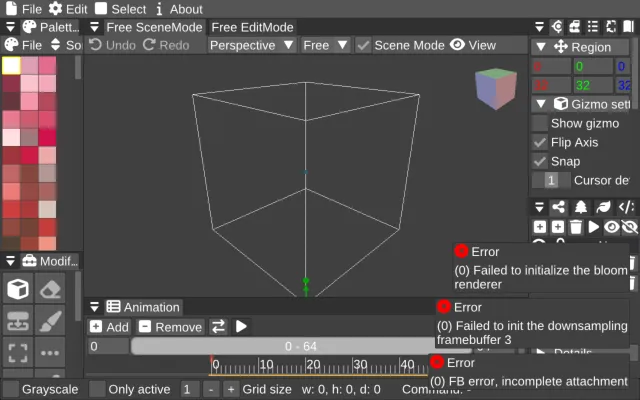 File Edit Select About
Palett... Free SceneMode Free EditMode
File So Undo Redo Perspective Free Scene Mode View
Region
0 0 0
32 32 32
Gizmo sett
Show gizmo
Flip Axis
Snap
1 Cursor de
Modif...
Animation
Add Remove
0 0 - 64
0 10 20 30 40
Error
(0) Failed to initialize the bloom
renderer
Error
(0) Failed to init the downsampling
framebuffer 3
Error
(0) FB error, incomplete attachment
Details
Grayscale Only active 1 - + Grid size w: 0, h: 0, d: 0 Comman